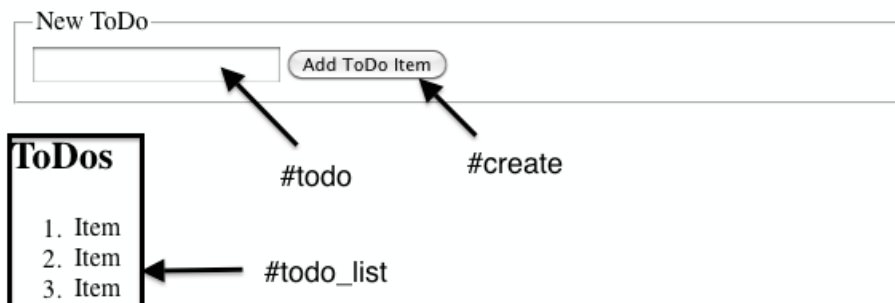 New ToDo
Add ToDo Item
#todo
#create
ToDos
1. Item
2. Item
3. Item
#todo_list